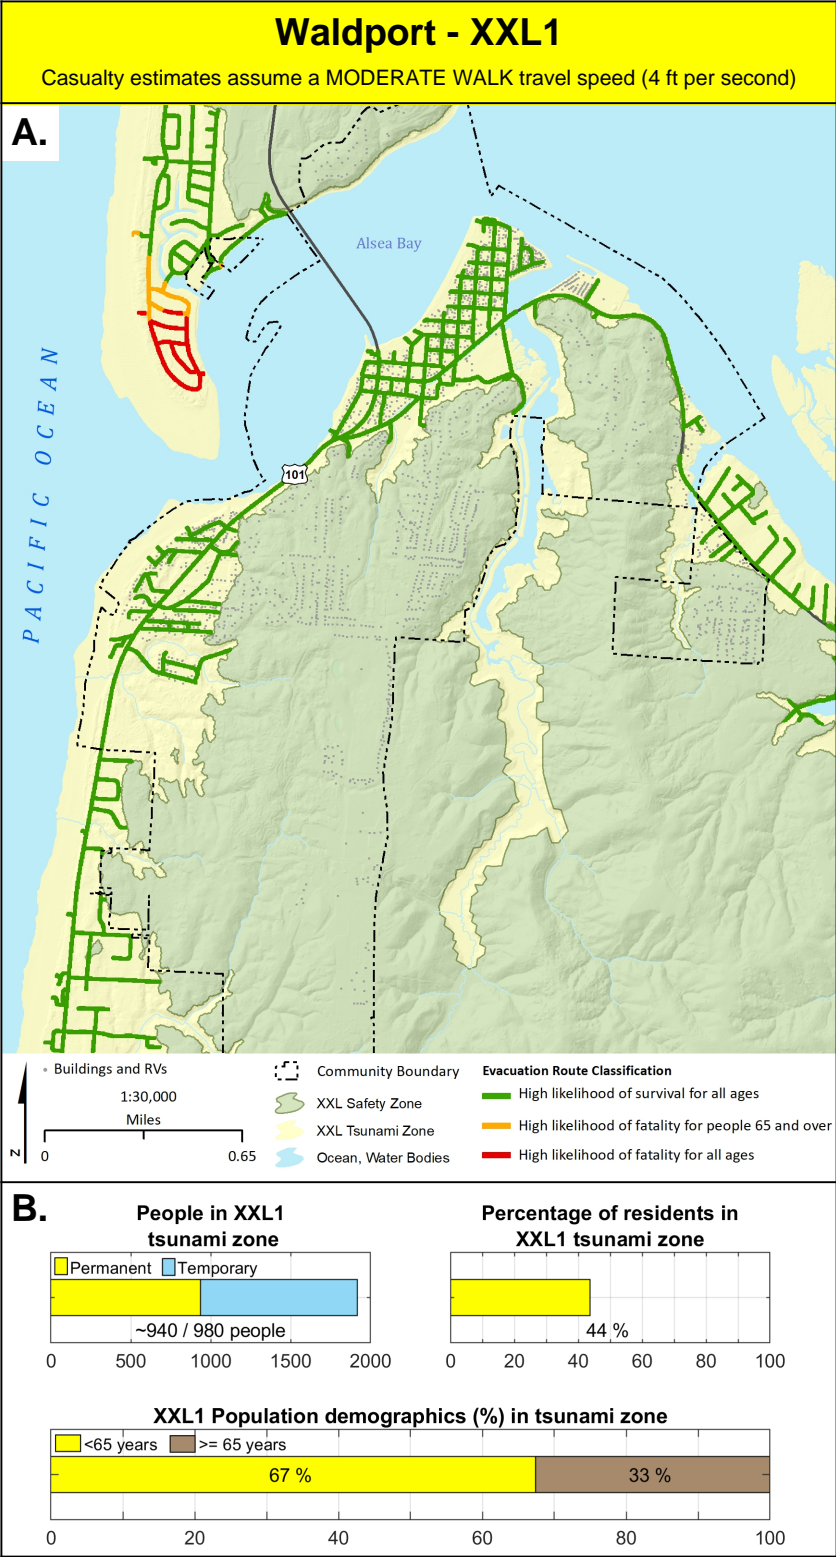 Waldport - XXL1
Casualty estimates assume a MODERATE WALK travel speed (4 ft per second)
A.
Alsea Bay
PACIFIC OCEAN
101
Buildings and RVs
1:30,000
Miles
0 0.65
N
Community Boundary
XXL Safety Zone
XXL Tsunami Zone
Ocean, Water Bodies
Evacuation Route Classification
High likelihood of survival for all ages
High likelihood of fatality for people 65 and over
High likelihood of fatality for all ages
B.
People in XXL1
tsunami zone
Permanent Temporary
~940 / 980 people
0 500 1000 1500 2000
Percentage of residents in
XXL1 tsunami zone
44 %
0 20 40 60 80 100
XXL1 Population demographics (%) in tsunami zone
<65 years >= 65 years
67 % 33 %
0 20 40 60 80 100